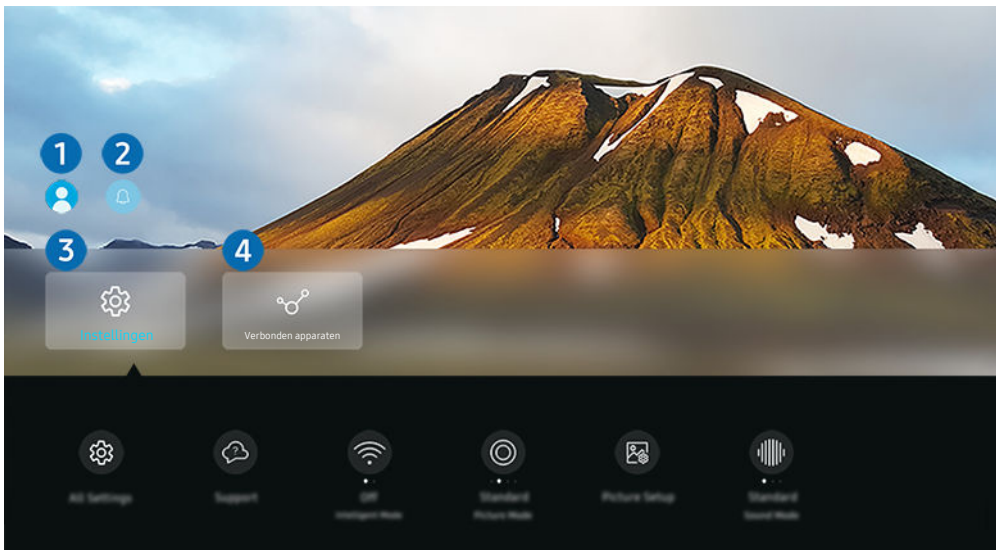 1 2
3 4
Instellingen
Verbonden apparaten
?
All Settings
Support
Off
Intelligent Mode
Standard
Picture Mode
Picture Setup
Standard
Sound Mode